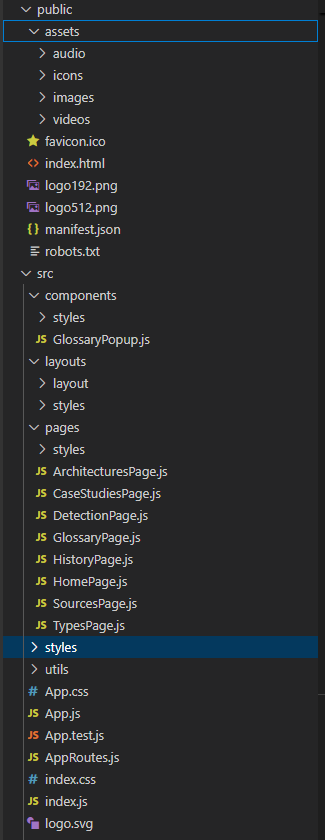 public
assets
audio
icons
images
videos
favicon.ico
<> index.html
logo192.png
logo512.png
{} manifest.json
robots.txt
src
components
styles
JS GlossaryPopup.js
layouts
layout
styles
pages
styles
JS ArchitecturesPage.js
JS CaseStudiesPage.js
JS DetectionPage.js
JS GlossaryPage.js
JS HistoryPage.js
JS HomePage.js
JS SourcesPage.js
JS TypesPage.js
styles
utils
# App.css
JS App.js
JS App.test.js
JS AppRoutes.js
# index.css
JS index.js
logo.svg